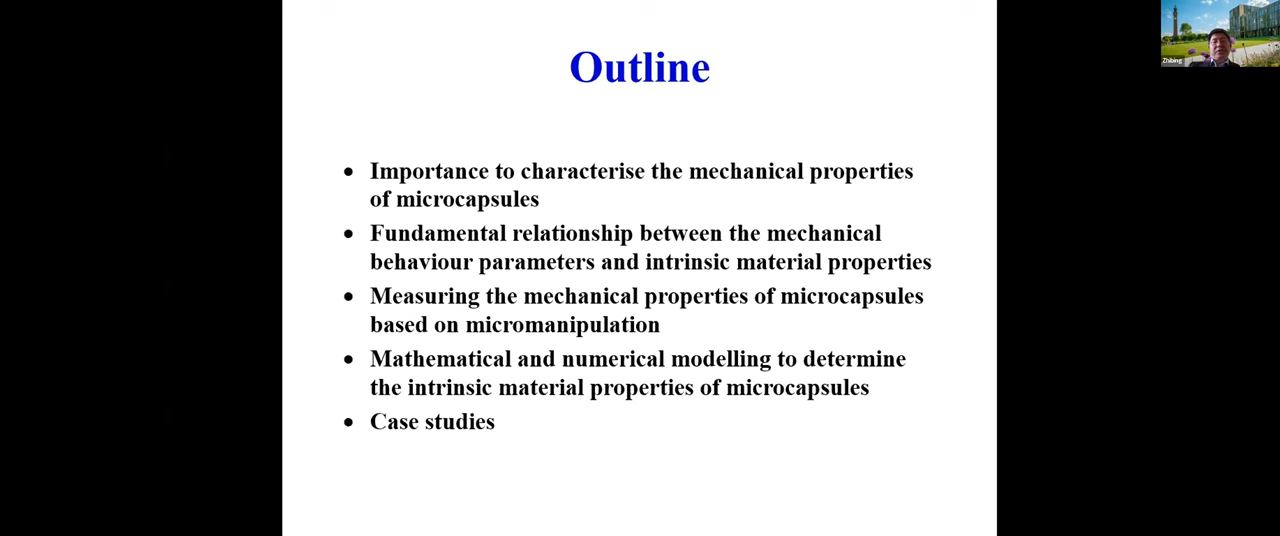 Outline
Zhibing
• Importance to characterise the mechanical properties
of microcapsules
• Fundamental relationship between the mechanical
behaviour parameters and intrinsic material properties
• Measuring the mechanical properties of microcapsules
based on micromanipulation
• Mathematical and numerical modelling to determine
the intrinsic material properties of microcapsules
• Case studies